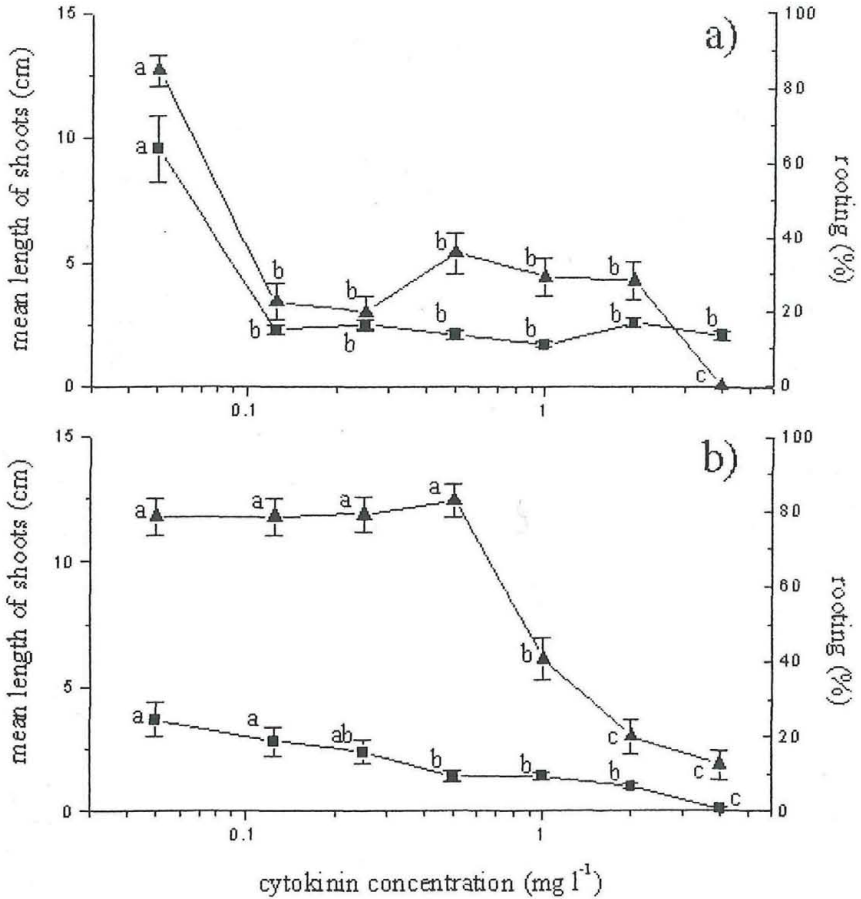 15
10
5
0
mean length of shoots (cm)
a)
100
80
60
40
20
0
rooting (%)
a
a
b
b
b
b
b
b
b
b
b
b
b
c
0.1
1
15
10
5
0
mean length of shoots (cm)
b)
100
80
60
40
20
0
rooting (%)
a
a
a
a
b
c
c
a
a
ab
b
b
b
c
0.1
1
cytokinin concentration (mg l⁻¹)